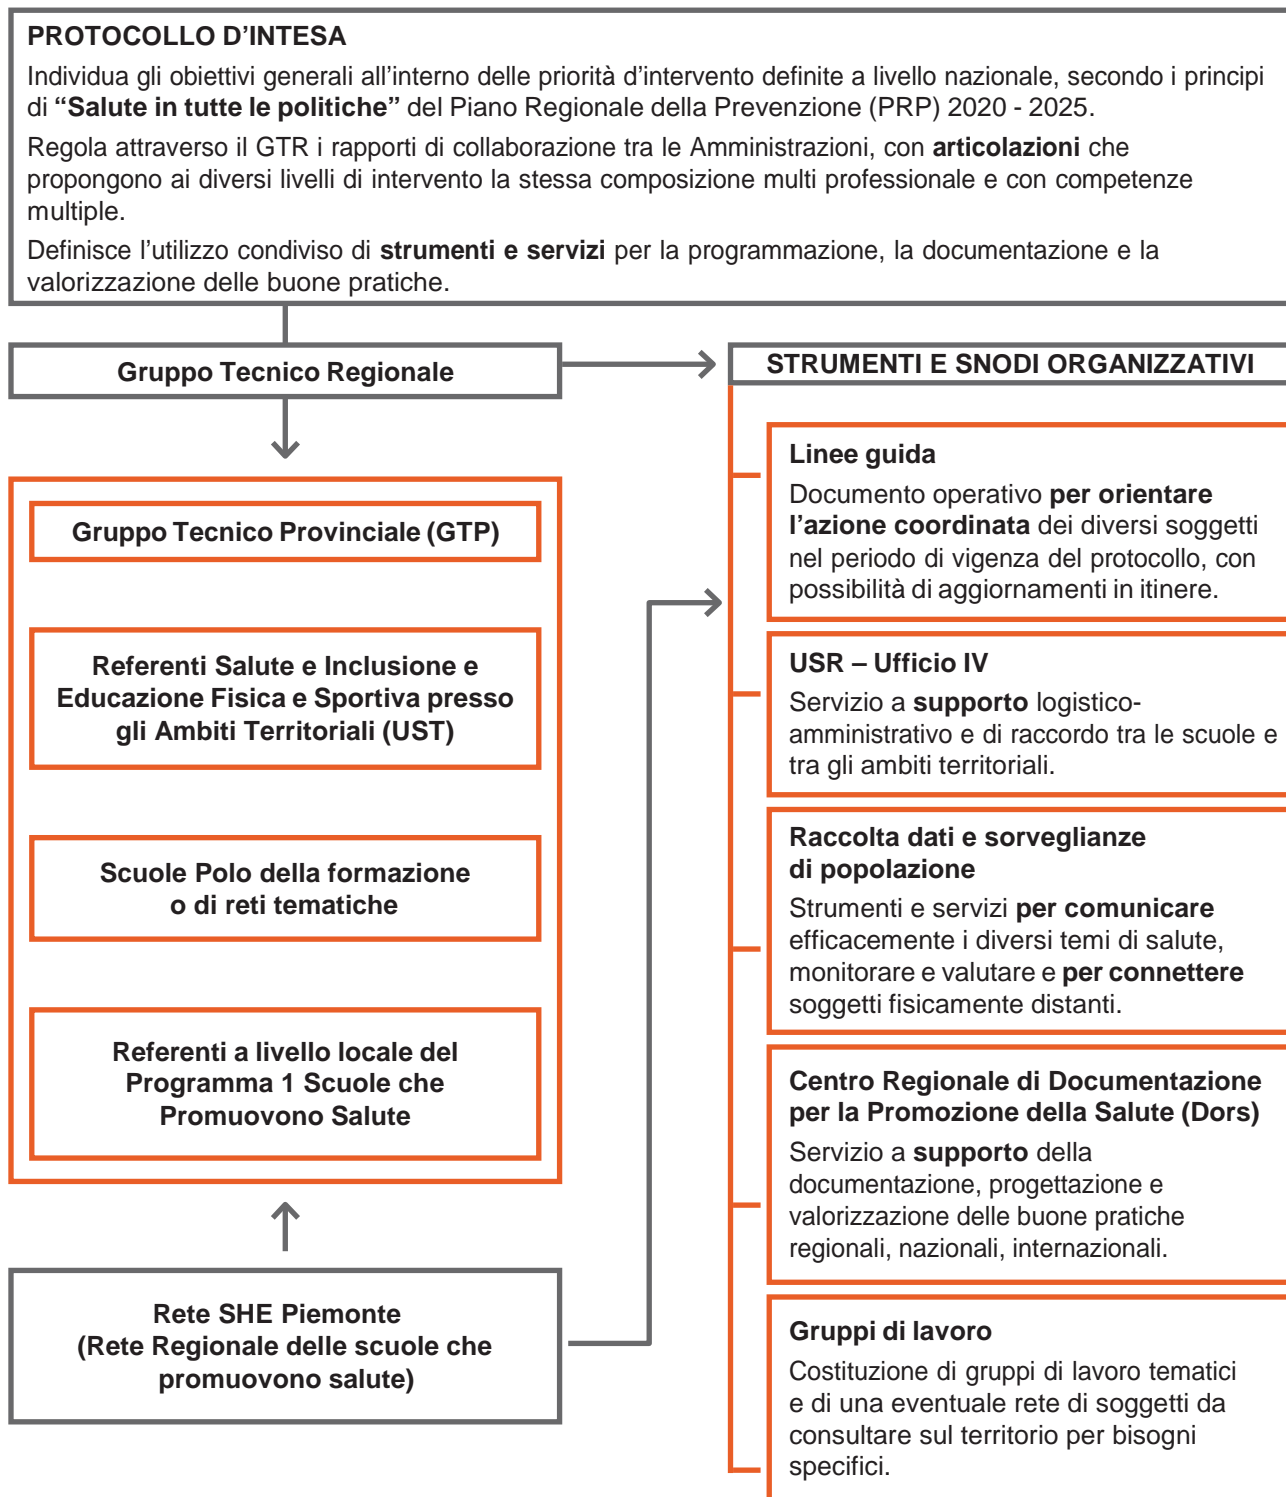 PROTOCOLLO D’INTESA
Individua gli obiettivi generali all’interno delle priorità d’intervento definite a livello nazionale, secondo i principi
di “Salute in tutte le politiche” del Piano Regionale della Prevenzione (PRP) 2020 - 2025.
Regola attraverso il GTR i rapporti di collaborazione tra le Amministrazioni, con articolazioni che
propongono ai diversi livelli di intervento la stessa composizione multi professionale e con competenze
multiple.
Definisce l’utilizzo condiviso di strumenti e servizi per la programmazione, la documentazione e la
valorizzazione delle buone pratiche.
Gruppo Tecnico Regionale
Gruppo Tecnico Provinciale (GTP)
Referenti Salute e Inclusione e
Educazione Fisica e Sportiva presso
gli Ambiti Territoriali (UST)
Scuole Polo della formazione
o di reti tematiche
Referenti a livello locale del
Programma 1 Scuole che
Promuovono Salute
Rete SHE Piemonte
(Rete Regionale delle scuole che
promuovono salute)
STRUMENTI E SNODI ORGANIZZATIVI
Linee guida
Documento operativo per orientare
l’azione coordinata dei diversi soggetti
nel periodo di vigenza del protocollo, con
possibilità di aggiornamenti in itinere.
USR – Ufficio IV
Servizio a supporto logistico-
amministrativo e di raccordo tra le scuole e
tra gli ambiti territoriali.
Raccolta dati e sorveglianze
di popolazione
Strumenti e servizi per comunicare
efficacemente i diversi temi di salute,
monitorare e valutare e per connettere
soggetti fisicamente distanti.
Centro Regionale di Documentazione
per la Promozione della Salute (Dors)
Servizio a supporto della
documentazione, progettazione e
valorizzazione delle buone pratiche
regionali, nazionali, internazionali.
Gruppi di lavoro
Costituzione di gruppi di lavoro tematici
e di una eventuale rete di soggetti da
consultare sul territorio per bisogni
specifici.